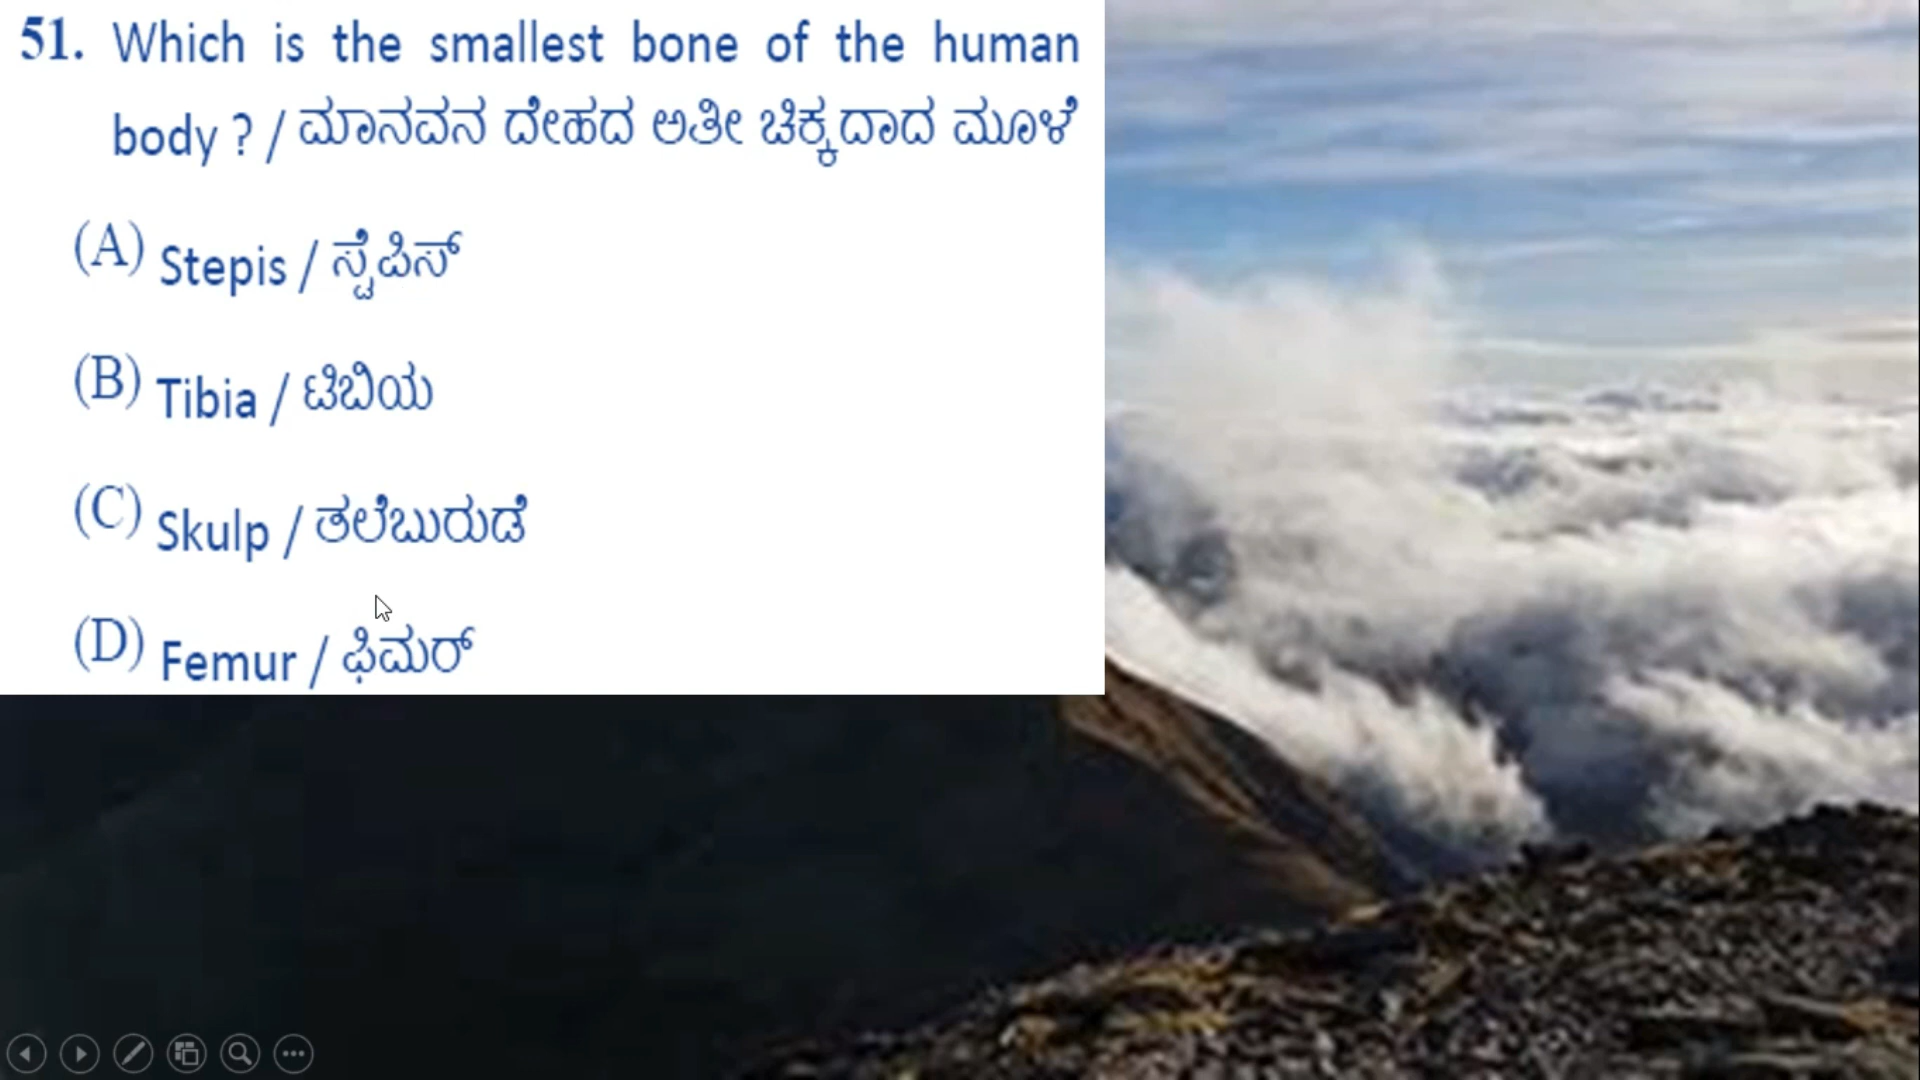 51. Which is the smallest bone of the human
body ? / ಮಾನವನ ದೇಹದ ಅತೀ ಚಿಕ್ಕದಾದ ಮೂಳೆ
(A) Stepis / ಸ್ಟೆಪಿಸ್
(B) Tibia / ಟಿಬಿಯ
(C) Skulp / ತಲೆಬುರುಡೆ
(D) Femur / ಫಿಮರ್